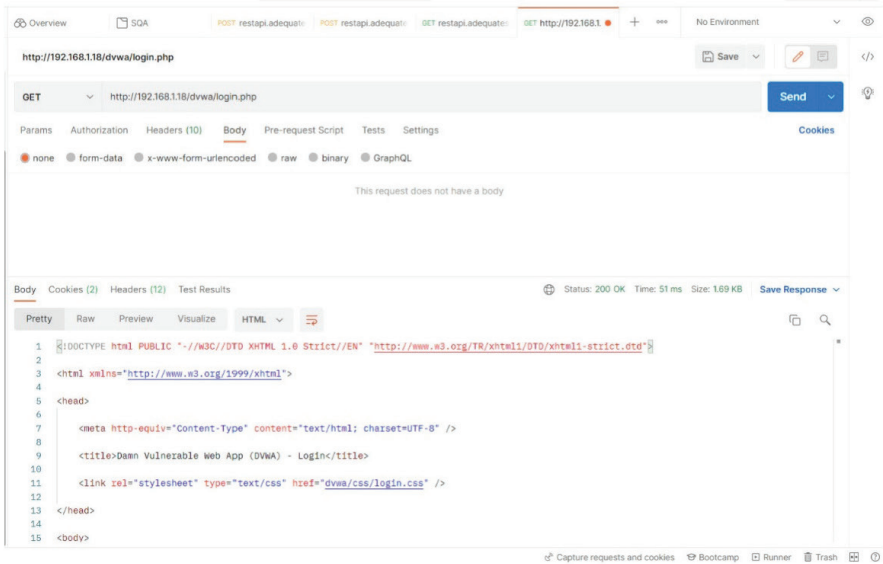 Overview SQA POST restapi.adequate POST restapi.adequate GET restapi.adequates GET http://192.168.1. No Environment
http://192.168.1.18/dvwa/login.php Save
GET http://192.168.1.18/dvwa/login.php Send
Params Authorization Headers (10) Body Pre-request Script Tests Settings Cookies
none form-data x-www-form-urlencoded raw binary GraphQL
This request does not have a body
Body Cookies (2) Headers (12) Test Results Status: 200 OK Time: 51 ms Size: 1.69 KB Save Response
Pretty Raw Preview Visualize HTML
1 <!DOCTYPE html PUBLIC "-//W3C//DTD XHTML 1.0 Strict//EN" "http://www.w3.org/TR/xhtml1/DTD/xhtml1-strict.dtd">
2
3 <html xmlns="http://www.w3.org/1999/xhtml">
4
5 <head>
6
7 <meta http-equiv="Content-Type" content="text/html; charset=UTF-8" />
8
9 <title>Damn Vulnerable Web App (DVWA) - Login</title>
10
11 <link rel="stylesheet" type="text/css" href="dvwa/css/login.css" />
12
13 </head>
14
15 <body>
Capture requests and cookies Bootcamp Runner Trash